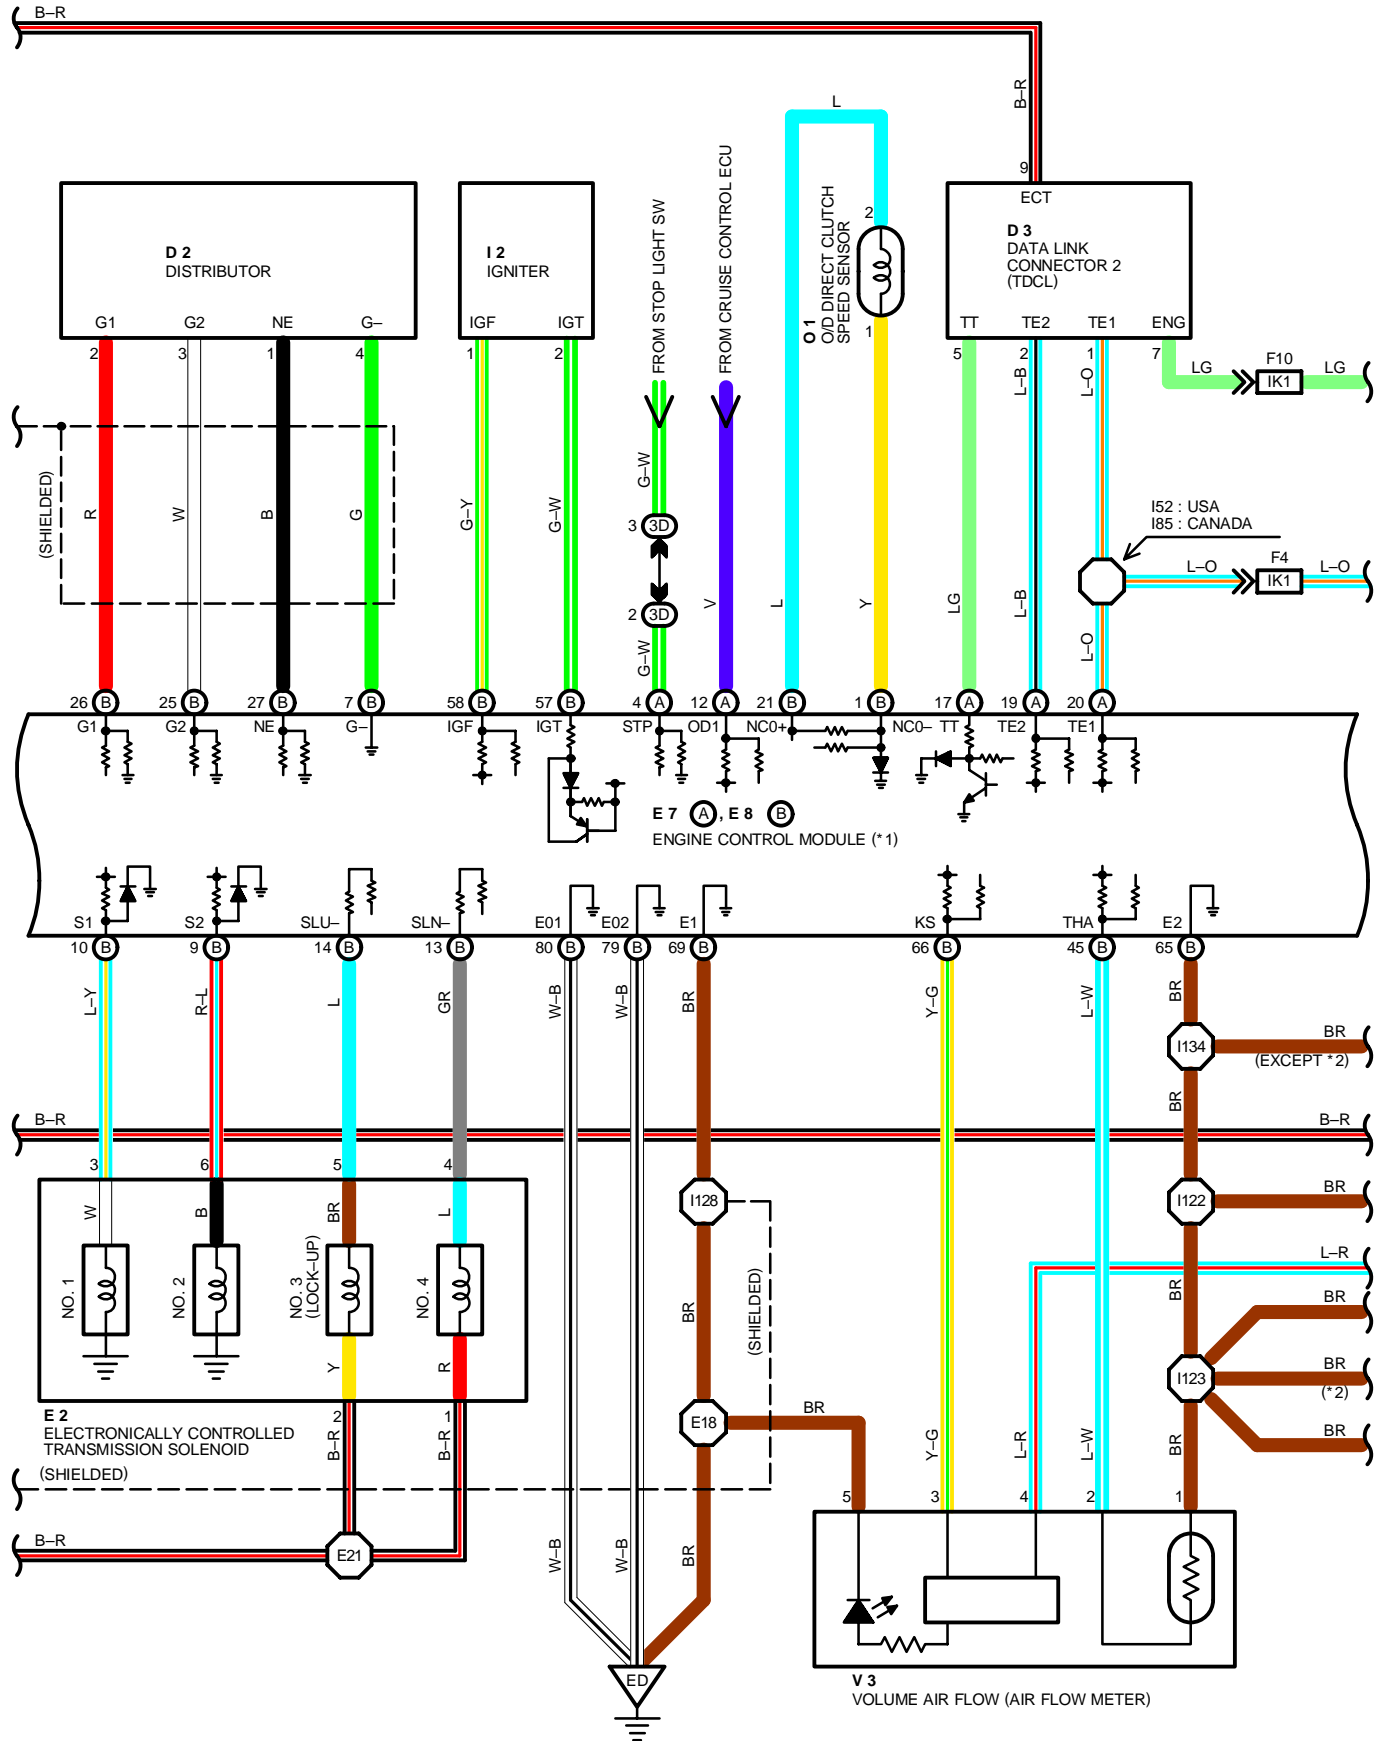 B–R
B–R
9
ECT
D 3
DATA LINK
CONNECTOR 2
(TDCL)
TT
TE2
TE1
ENG
D 2
DISTRIBUTOR
G1
G2
NE
G–
I 2
IGNITER
IGF
IGT
FROM STOP LIGHT SW
FROM CRUISE CONTROL ECU
L
2
O 1
O/D DIRECT CLUTCH
SPEED SENSOR
1
2
3
1
4
1
2
5
2
1
7
L–B
L–O
LG
F10
IK1
LG
(SHIELDED)
R
W
B
G
G–Y
G–W
G–W
3
3D
2
3D
G–W
V
L
Y
LG
L–B
L–O
I52 : USA
I85 : CANADA
L–O
F4
IK1
L–O
26 B
25 B
27 B
7 B
58 B
57 B
4 A
12 A
21 B
1 B
17 A
19 A
20 A
G1
G2
NE
G–
IGF
IGT
STP
OD1
NC0+
NC0–
TT
TE2
TE1
E 7 A , E 8 B
ENGINE CONTROL MODULE (*1)
S1
S2
SLU–
SLN–
E01
E02
E1
KS
THA
E2
10 B
9 B
14 B
13 B
80 B
79 B
69 B
66 B
45 B
65 B
L–Y
R–L
L
GR
W–B
W–B
BR
Y–G
L–W
BR
I134
BR
(EXCEPT *2)
BR
B–R
B–R
3
6
5
4
W
B
BR
L
I128
I122
BR
NO. 1
NO. 2
NO. 3
(LOCK–UP)
NO. 4
BR
(SHIELDED)
L–R
BR
BR
Y
R
I123
BR
(*2)
E 2
ELECTRONICALLY CONTROLLED
TRANSMISSION SOLENOID
2
1
B–R
B–R
E18
BR
Y–G
L–R
L–W
BR
BR
(SHIELDED)
5
3
4
2
1
B–R
E21
W–B
W–B
BR
ED
V 3
VOLUME AIR FLOW (AIR FLOW METER)